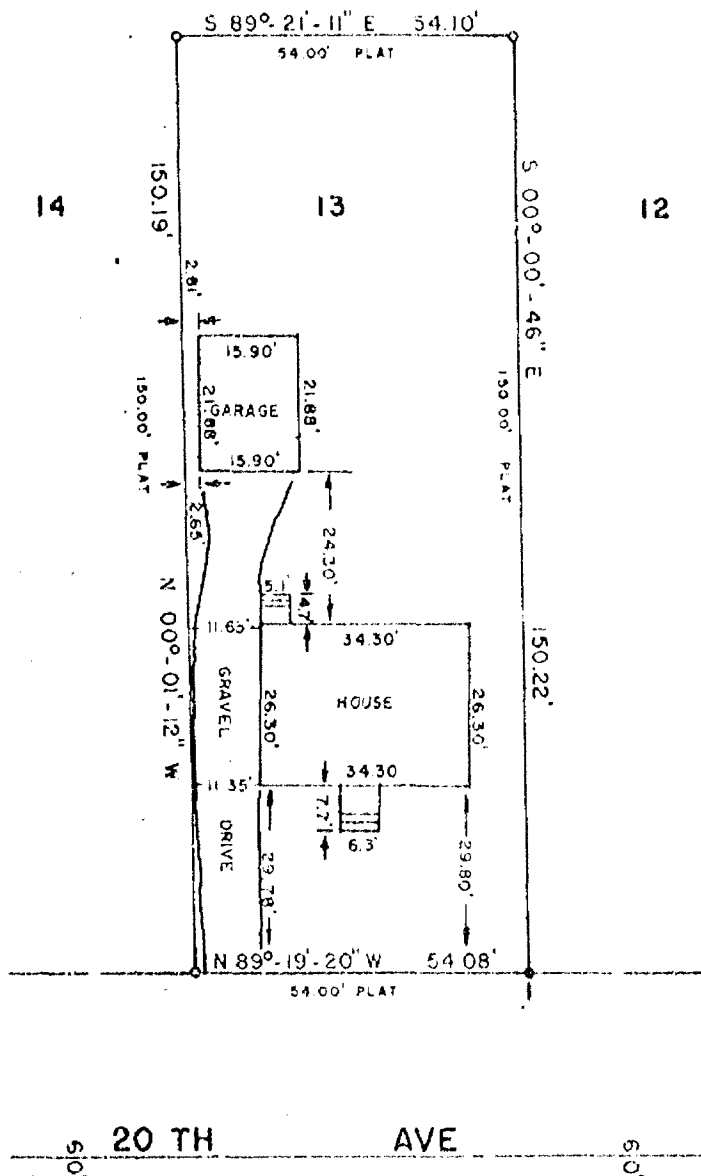 S 89°-21'-11" E 54.10'
54.00' PLAT
150.19'
S 00°-00'-46" E
14
13
12
2.81'
15.90'
150.00' PLAT
21.88'
GARAGE
21.88'
150.00' PLAT
15.90'
2.65'
24.30'
5.1'
4.7'
N 00°-01'-12" W
11.65'
34.30'
150.22'
GRAVEL
26.30'
HOUSE
26.30'
11.35'
34.30
7.7'
6.3'
DRIVE
29.78'
29.80'
N 89°-19'-20" W 54.08'
54.00' PLAT
20 TH AVE
60'
60'